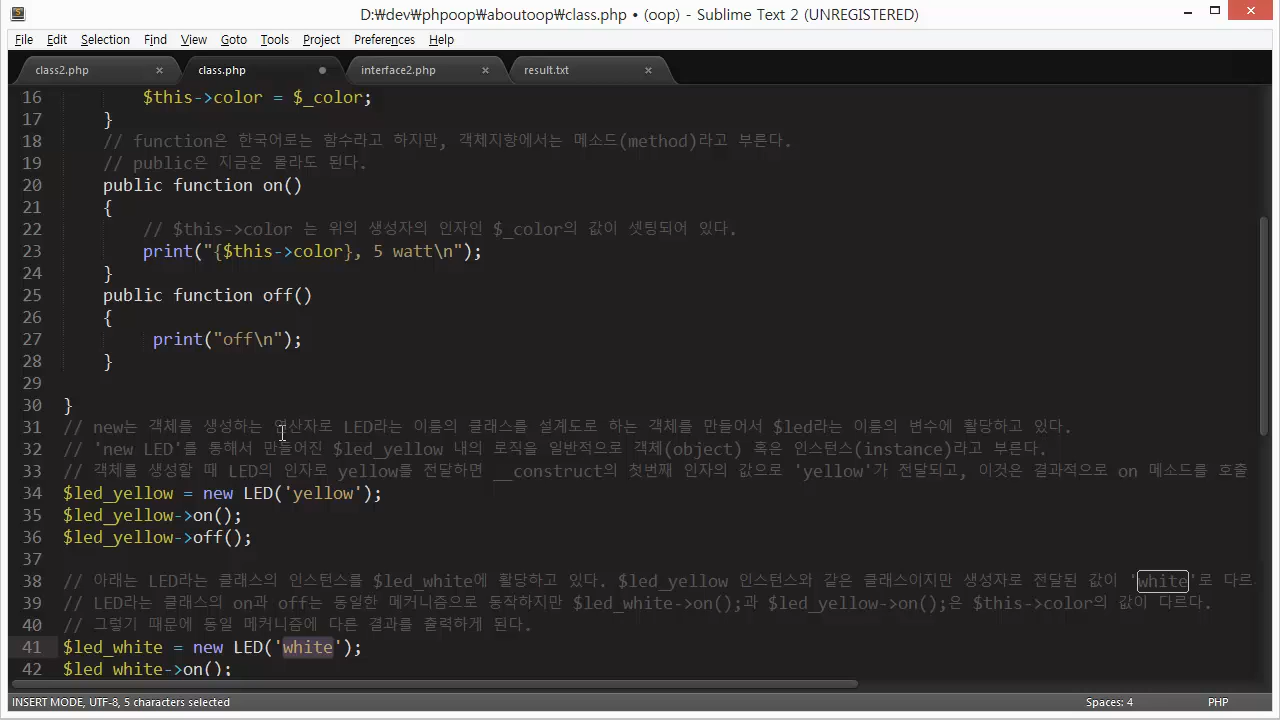 D:₩dev₩phpoop₩aboutoop₩class.php • (oop) - Sublime Text 2 (UNREGISTERED)
File Edit Selection Find View Goto Tools Project Preferences Help
class2.php class.php interface2.php result.txt
16 $this->color = $_color;
17 }
18 // function은 한국어로는 함수라고 하지만, 객체지향에서는 메소드(method)라고 부른다.
19 // public은 지금은 몰라도 된다.
20 public function on()
21 {
22 // $this->color 는 위의 생성자의 인자인 $_color의 값이 셋팅되어 있다.
23 print("{$this->color}, 5 watt\n");
24 }
25 public function off()
26 {
27 print("off\n");
28 }
29
30 }
31 // new는 객체를 생성하는 연산자로 LED라는 이름의 클래스를 설계도로 하는 객체를 만들어서 $led라는 이름의 변수에 활당하고 있다.
32 // 'new LED'를 통해서 만들어진 $led_yellow 내의 로직을 일반적으로 객체(object) 혹은 인스턴스(instance)라고 부른다.
33 // 객체를 생성할 때 LED의 인자로 yellow를 전달하면 __construct의 첫번째 인자의 값으로 'yellow'가 전달되고, 이것은 결과적으로 on 메소드를 호출
34 $led_yellow = new LED('yellow');
35 $led_yellow->on();
36 $led_yellow->off();
37
38 // 아래는 LED라는 클래스의 인스턴스를 $led_white에 활당하고 있다. $led_yellow 인스턴스와 같은 클래스이지만 생성자로 전달된 값이 'white'로 다르
39 // LED라는 클래스의 on과 off는 동일한 메커니즘으로 동작하지만 $led_white->on();과 $led_yellow->on();은 $this->color의 값이 다르다.
40 // 그렇기 때문에 동일 메커니즘에 다른 결과를 출력하게 된다.
41 $led_white = new LED('white');
42 $led_white->on();
INSERT MODE, UTF-8, 5 characters selected Spaces: 4 PHP